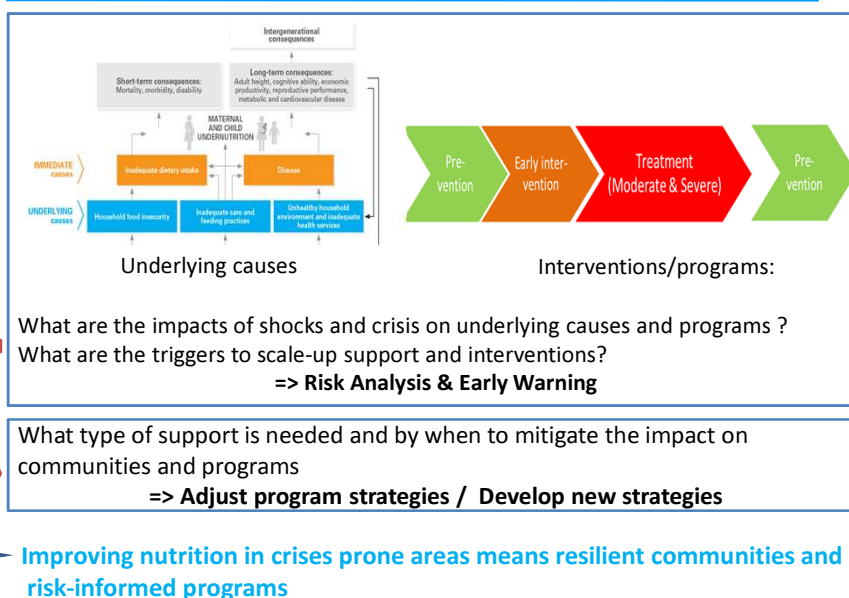 Intergenerational
consequences
Short-term consequences:
Mortality, morbidity, disability
Long-term consequences:
Adult height, cognitive ability, economic
productivity, reproductive performance,
metabolic and cardiovascular disease
MATERNAL
AND CHILD
UNDERNUTRITION
IMMEDIATE
causes
Inadequate dietary intake
Disease
UNDERLYING
causes
Household food insecurity
Inadequate care and
feeding practices
Unhealthy household
environment and inadequate
health services
Pre-
vention
Early inter-
vention
Treatment
(Moderate & Severe)
Pre-
vention
Underlying causes
Interventions/programs:
What are the impacts of shocks and crisis on underlying causes and programs ?
What are the triggers to scale-up support and interventions?
=> Risk Analysis & Early Warning
What type of support is needed and by when to mitigate the impact on
communities and programs
=> Adjust program strategies / Develop new strategies
Improving nutrition in crises prone areas means resilient communities and
risk-informed programs